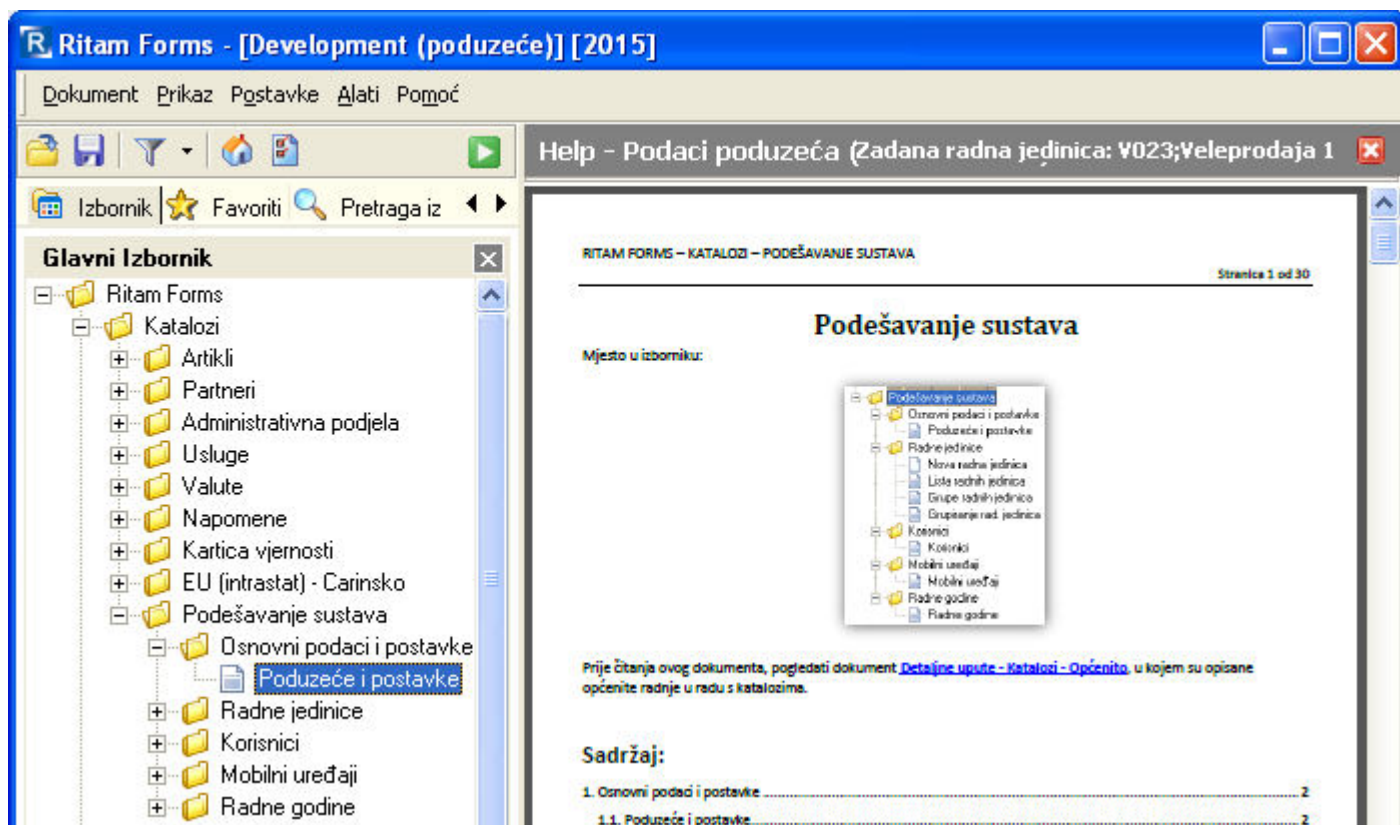 Ritam Forms - [Development (poduzeće)] [2015]
Dokument Prikaz Postavke Alati Pomoć
Izbornik Favoriti Pretraga iz
Glavni Izbornik
Ritam Forms
Katalozi
Artikli
Partneri
Administrativna podjela
Usluge
Valute
Napomene
Kartica vjernosti
EU (intrastat) - Carinsko
Podešavanje sustava
Osnovni podaci i postavke
Poduzeće i postavke
Radne jedinice
Korisnici
Mobilni uređaji
Radne godine
Help - Podaci poduzeća (Zadana radna jedinica: V023;Veleprodaja 1
RITAM FORMS – KATALOZI – PODEŠAVANJE SUSTAVA
Stranica 1 od 30
Podešavanje sustava
Mjesto u izborniku:
Podešavanje sustava
Osnovni podaci i postavke
Poduzeće i postavke
Radne jedinice
Nova radna jedinica
Lista radnih jedinica
Grupe radnih jedinica
Grupiranje rad. jedinica
Korisnici
Korisnici
Mobilni uređaji
Mobilni uređaji
Radne godine
Radne godine
Prije čitanja ovog dokumenta, pogledati dokument Detaljne upute - Katalozi - Općenito, u kojem su opisane
općenite radnje u radu s katalozima.
Sadržaj:
1. Osnovni podaci i postavke ........ 2
1.1. Poduzeće i postavke ........ 2